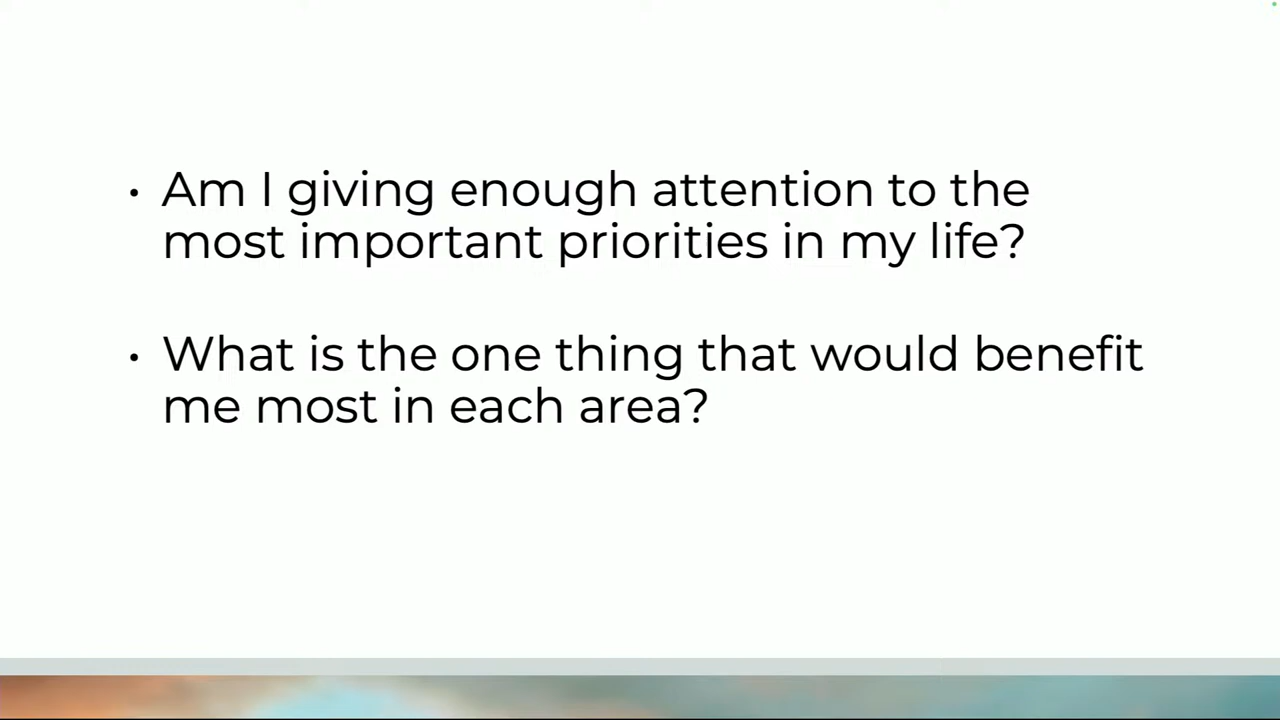 • Am I giving enough attention to the
most important priorities in my life?
• What is the one thing that would benefit
me most in each area?